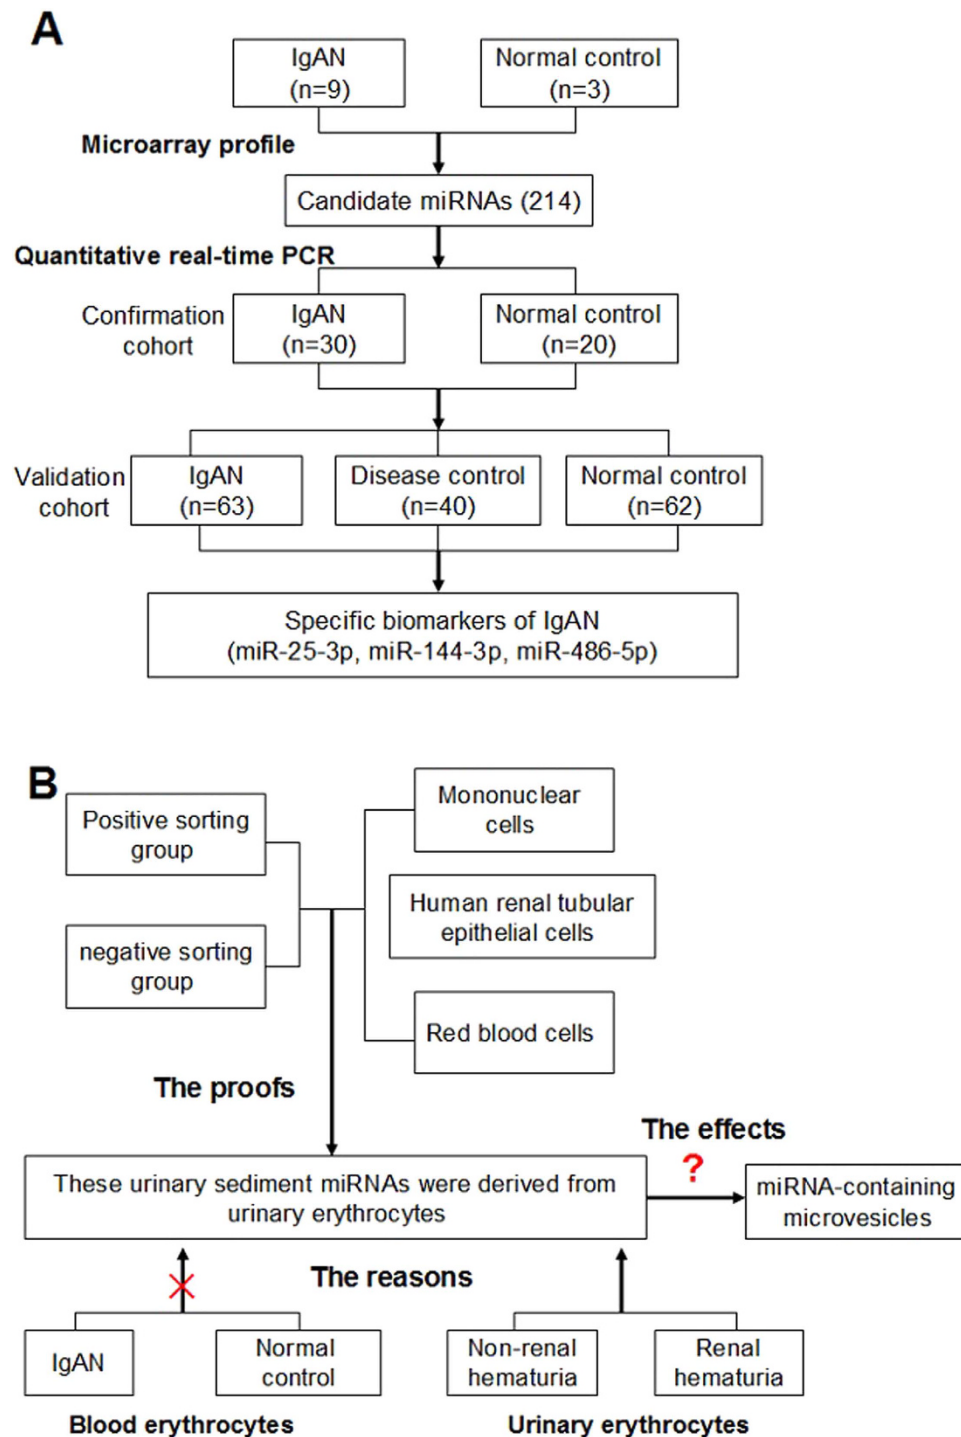 A
IgAN
(n=9)
Normal control
(n=3)
Microarray profile
Candidate miRNAs (214)
Quantitative real-time PCR
Confirmation
cohort
IgAN
(n=30)
Normal control
(n=20)
Validation
cohort
IgAN
(n=63)
Disease control
(n=40)
Normal control
(n=62)
Specific biomarkers of IgAN
(miR-25-3p, miR-144-3p, miR-486-5p)
B
Positive sorting
group
negative sorting
group
Mononuclear
cells
Human renal tubular
epithelial cells
Red blood cells
The proofs
The effects
?
These urinary sediment miRNAs were derived from
urinary erythrocytes
miRNA-containing
microvesicles
The reasons
IgAN
Normal
control
Non-renal
hematuria
Renal
hematuria
Blood erythrocytes
Urinary erythrocytes